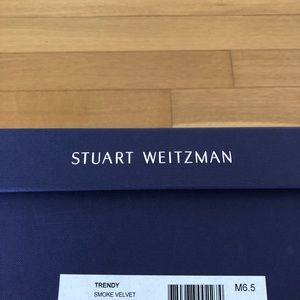 STUART WEITZMAN
TRENDY
M6.5
SMOKE VELVET